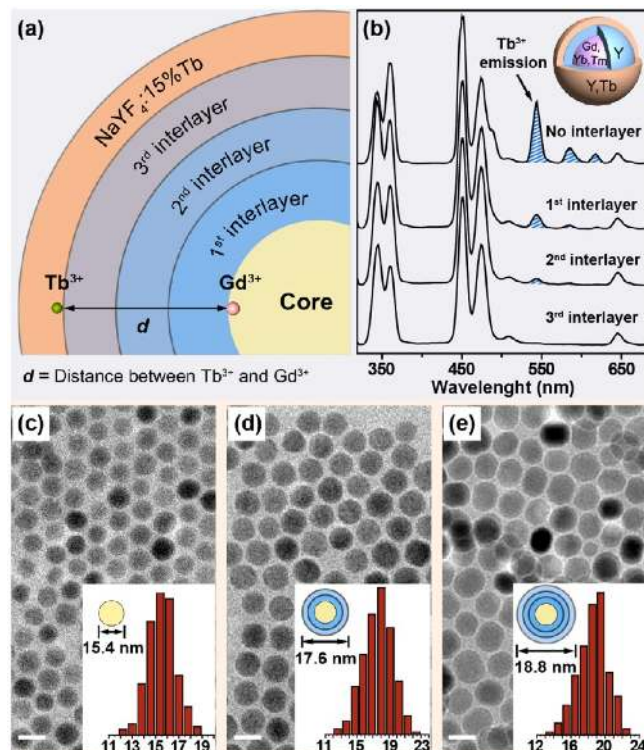 (a)
NaYF₄:15%Tb
3rd interlayer
2nd interlayer
1st interlayer
Tb³⁺
Gd³⁺
Core
d
d = Distance between Tb³⁺ and Gd³⁺
(b)
Tb³⁺
emission
Gd,
Yb,Tm
Y
Y,Tb
No interlayer
1st interlayer
2nd interlayer
3rd interlayer
350 450 550 650
Wavelenght (nm)
(c)
15.4 nm
11 13 15 17 19
(d)
17.6 nm
11 15 19 23
(e)
18.8 nm
12 16 20